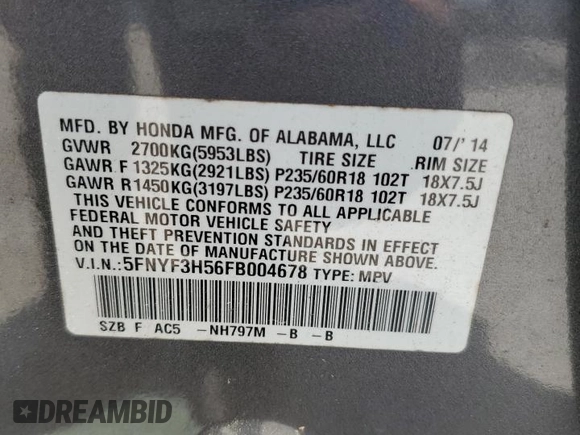 MFD. BY HONDA MFG. OF ALABAMA, LLC 07/'14
GVWR 2700KG(5953LBS) TIRE SIZE RIM SIZE
GAWR F 1325KG(2921LBS) P235/60R18 102T 18X7.5J
GAWR R1450KG(3197LBS) P235/60R18 102T 18X7.5J
THIS VEHICLE CONFORMS TO ALL APPLICABLE
FEDERAL MOTOR VEHICLE SAFETY
AND THEFT PREVENTION STANDARDS IN EFFECT
ON THE DATE OF MANUFACTURE SHOWN ABOVE.
V.I.N.:5FNYF3H56FB004678 TYPE: MPV
SZB F AC5 -NH797M -B -B
DREAMBID